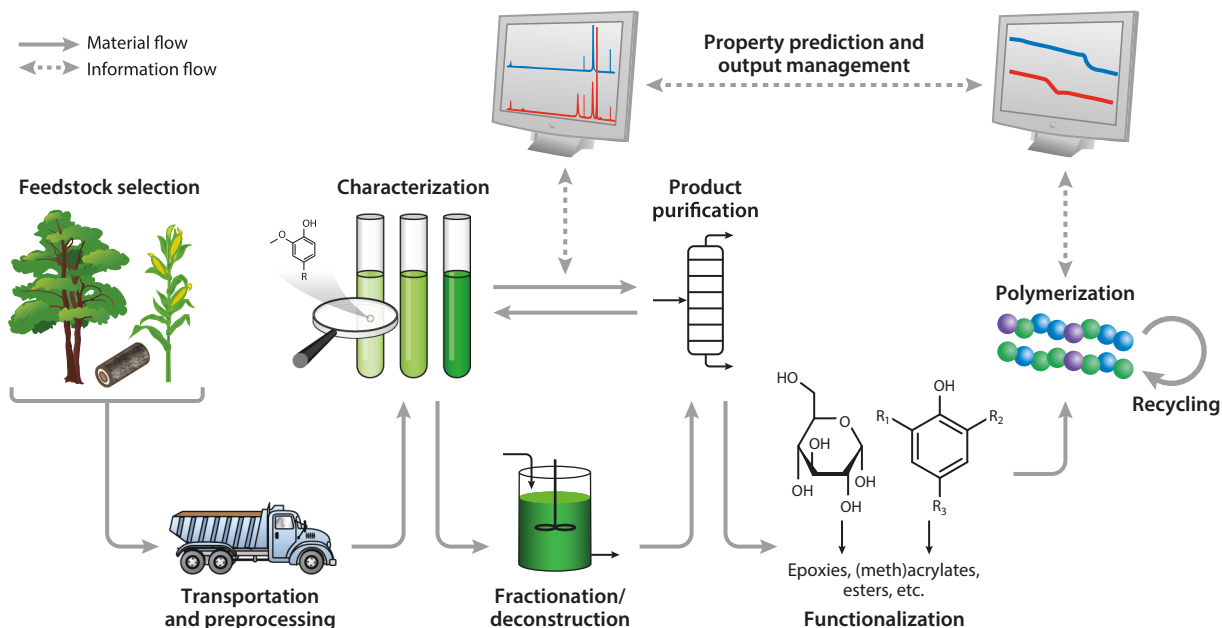 Material flow
Information flow
Property prediction and
output management
Feedstock selection
Characterization
Product
purification
OH
O
R
Polymerization
Recycling
HO
O
OH
OH
OH
OH
OH
R1
R2
R3
Epoxies, (meth)acrylates,
esters, etc.
Transportation
and preprocessing
Fractionation/
deconstruction
Functionalization